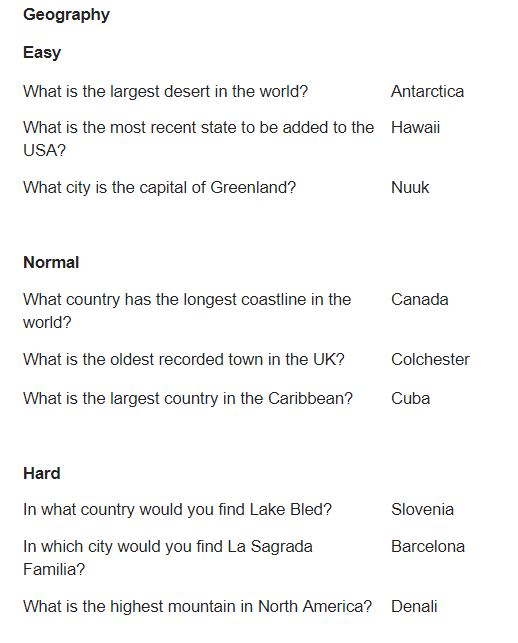 Geography
Easy
What is the largest desert in the world? Antarctica
What is the most recent state to be added to the Hawaii
USA?
What city is the capital of Greenland? Nuuk
Normal
What country has the longest coastline in the Canada
world?
What is the oldest recorded town in the UK? Colchester
What is the largest country in the Caribbean? Cuba
Hard
In what country would you find Lake Bled? Slovenia
In which city would you find La Sagrada Barcelona
Familia?
What is the highest mountain in North America? Denali